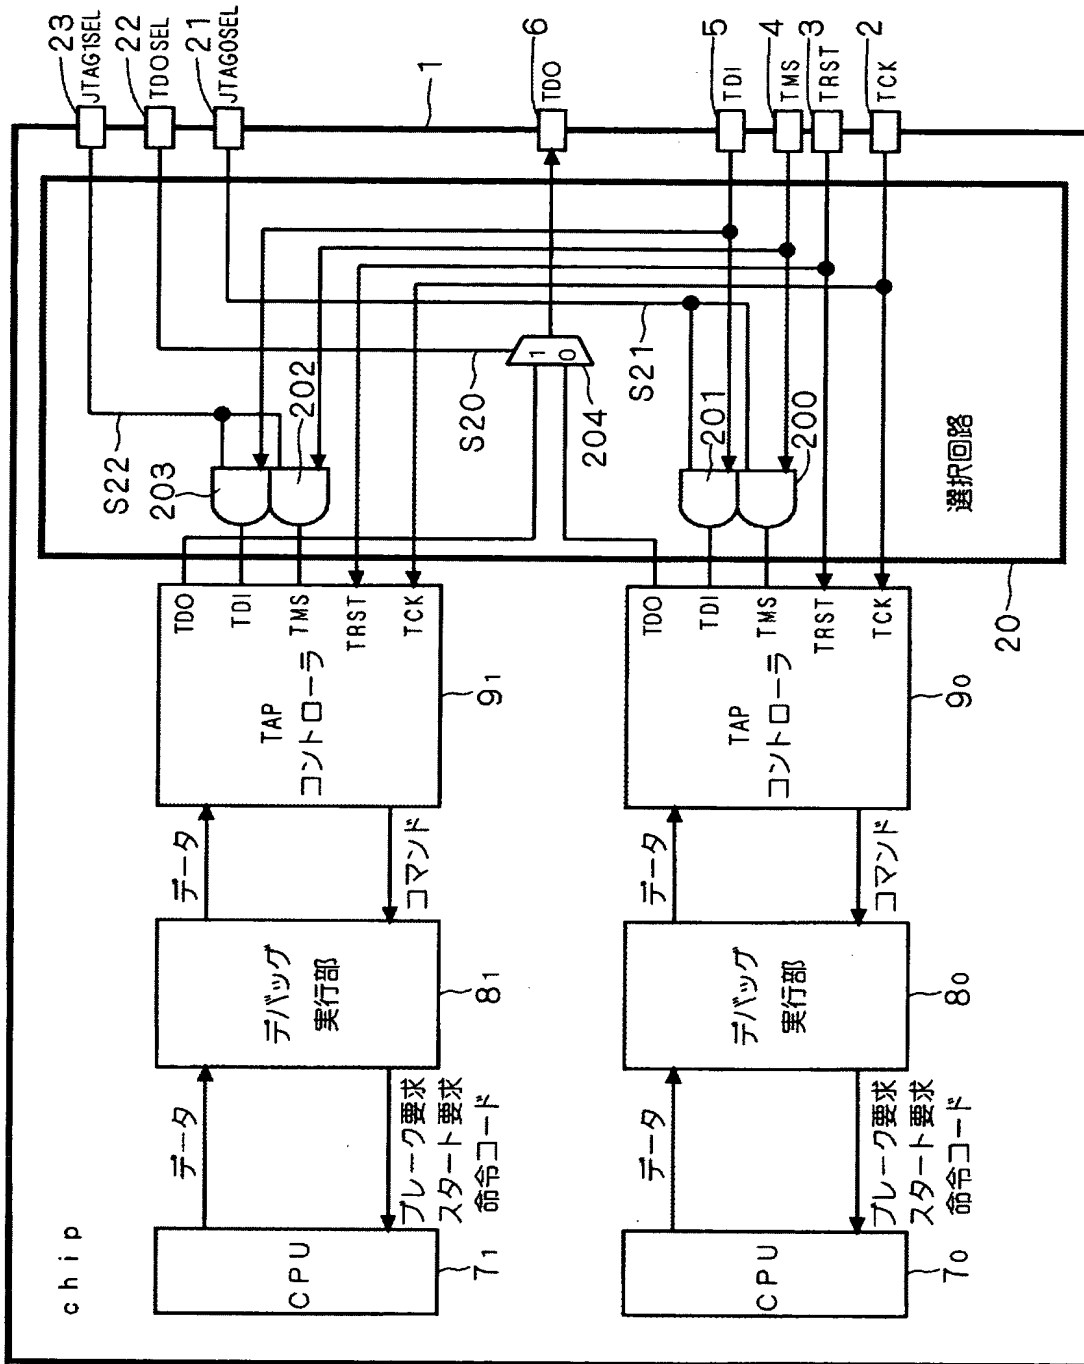 chip
23
JTAG1SEL
22
TDOSEL
21
JTAG0SEL
1
6
TDO
5
TDI
4
TMS
3
TRST
2
TCK
S22
203
202
S20
1
0
204
S21
201
200
選択回路
20
TDO
TDI
TMS
TRST
TCK
TAP
コントローラ
91
データ
コマンド
デバッグ
実行部
81
データ
ブレーク要求
スタート要求
命令コード
CPU
71
TDO
TDI
TMS
TRST
TCK
TAP
コントローラ
90
データ
コマンド
デバッグ
実行部
80
データ
ブレーク要求
スタート要求
命令コード
CPU
70